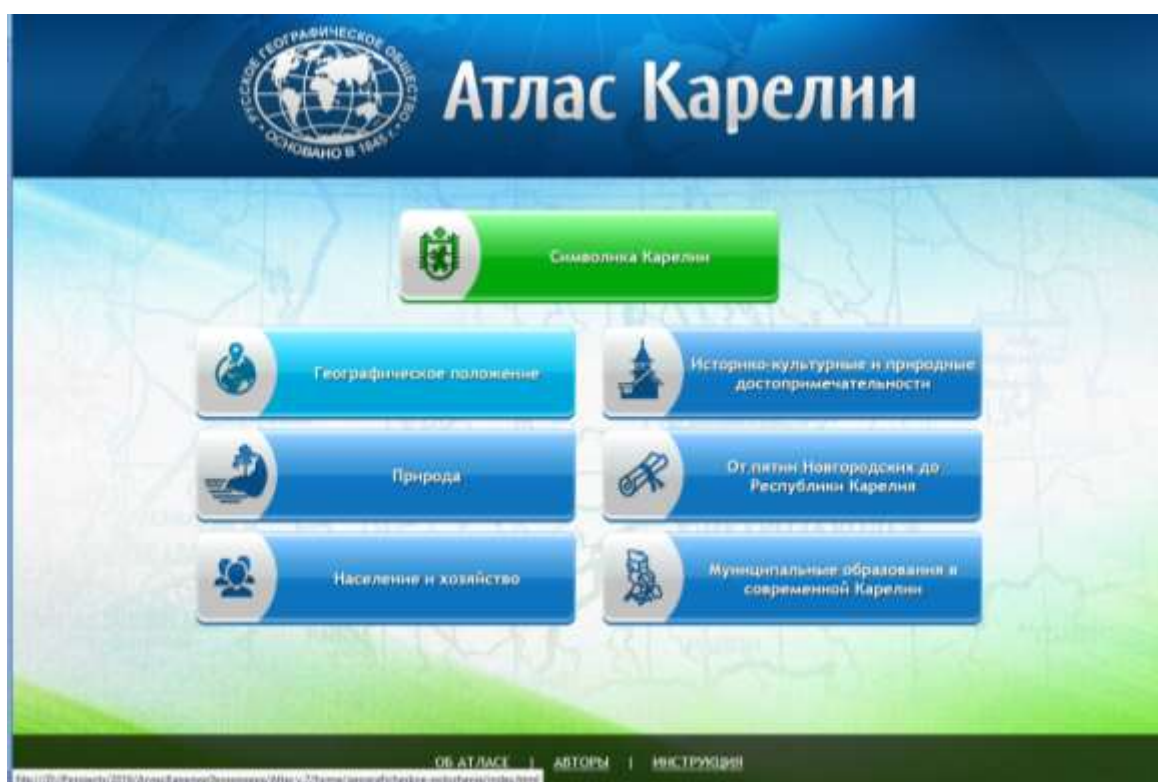 РУССКОЕ ГЕОГРАФИЧЕСКОЕ ОБЩЕСТВО
ОСНОВАНО В 1845 г.
Атлас Карелии
Символика Карелии
Географическое положение
Историко-культурные и природные
достопримечательности
Природа
От пятин Новгородских до
Республики Карелия
Население и хозяйство
Муниципальные образования в
современной Карелии
ОБ АТЛАСЕ | АВТОРЫ | ИНСТРУКЦИЯ